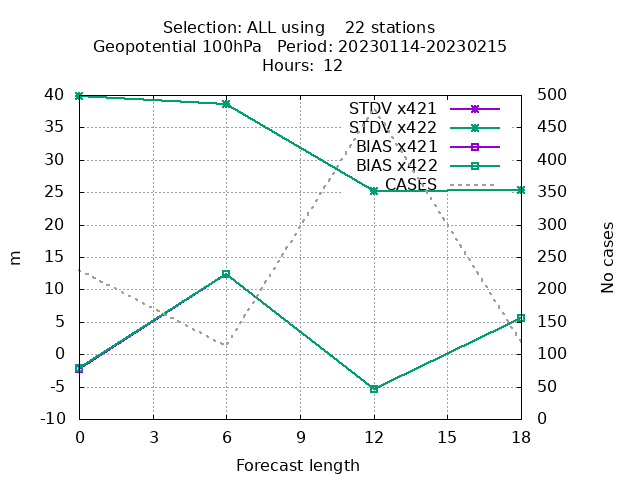 Selection: ALL using    22 stations
Geopotential 100hPa   Period: 20230114-20230215
Hours:  12
40
35
30
25
20
15
10
5
0
-5
-10
m
500
450
400
350
300
250
200
150
100
50
0
No cases
STDV x421
STDV x422
BIAS x421
BIAS x422
CASES
0 3 6 9 12 15 18
Forecast length